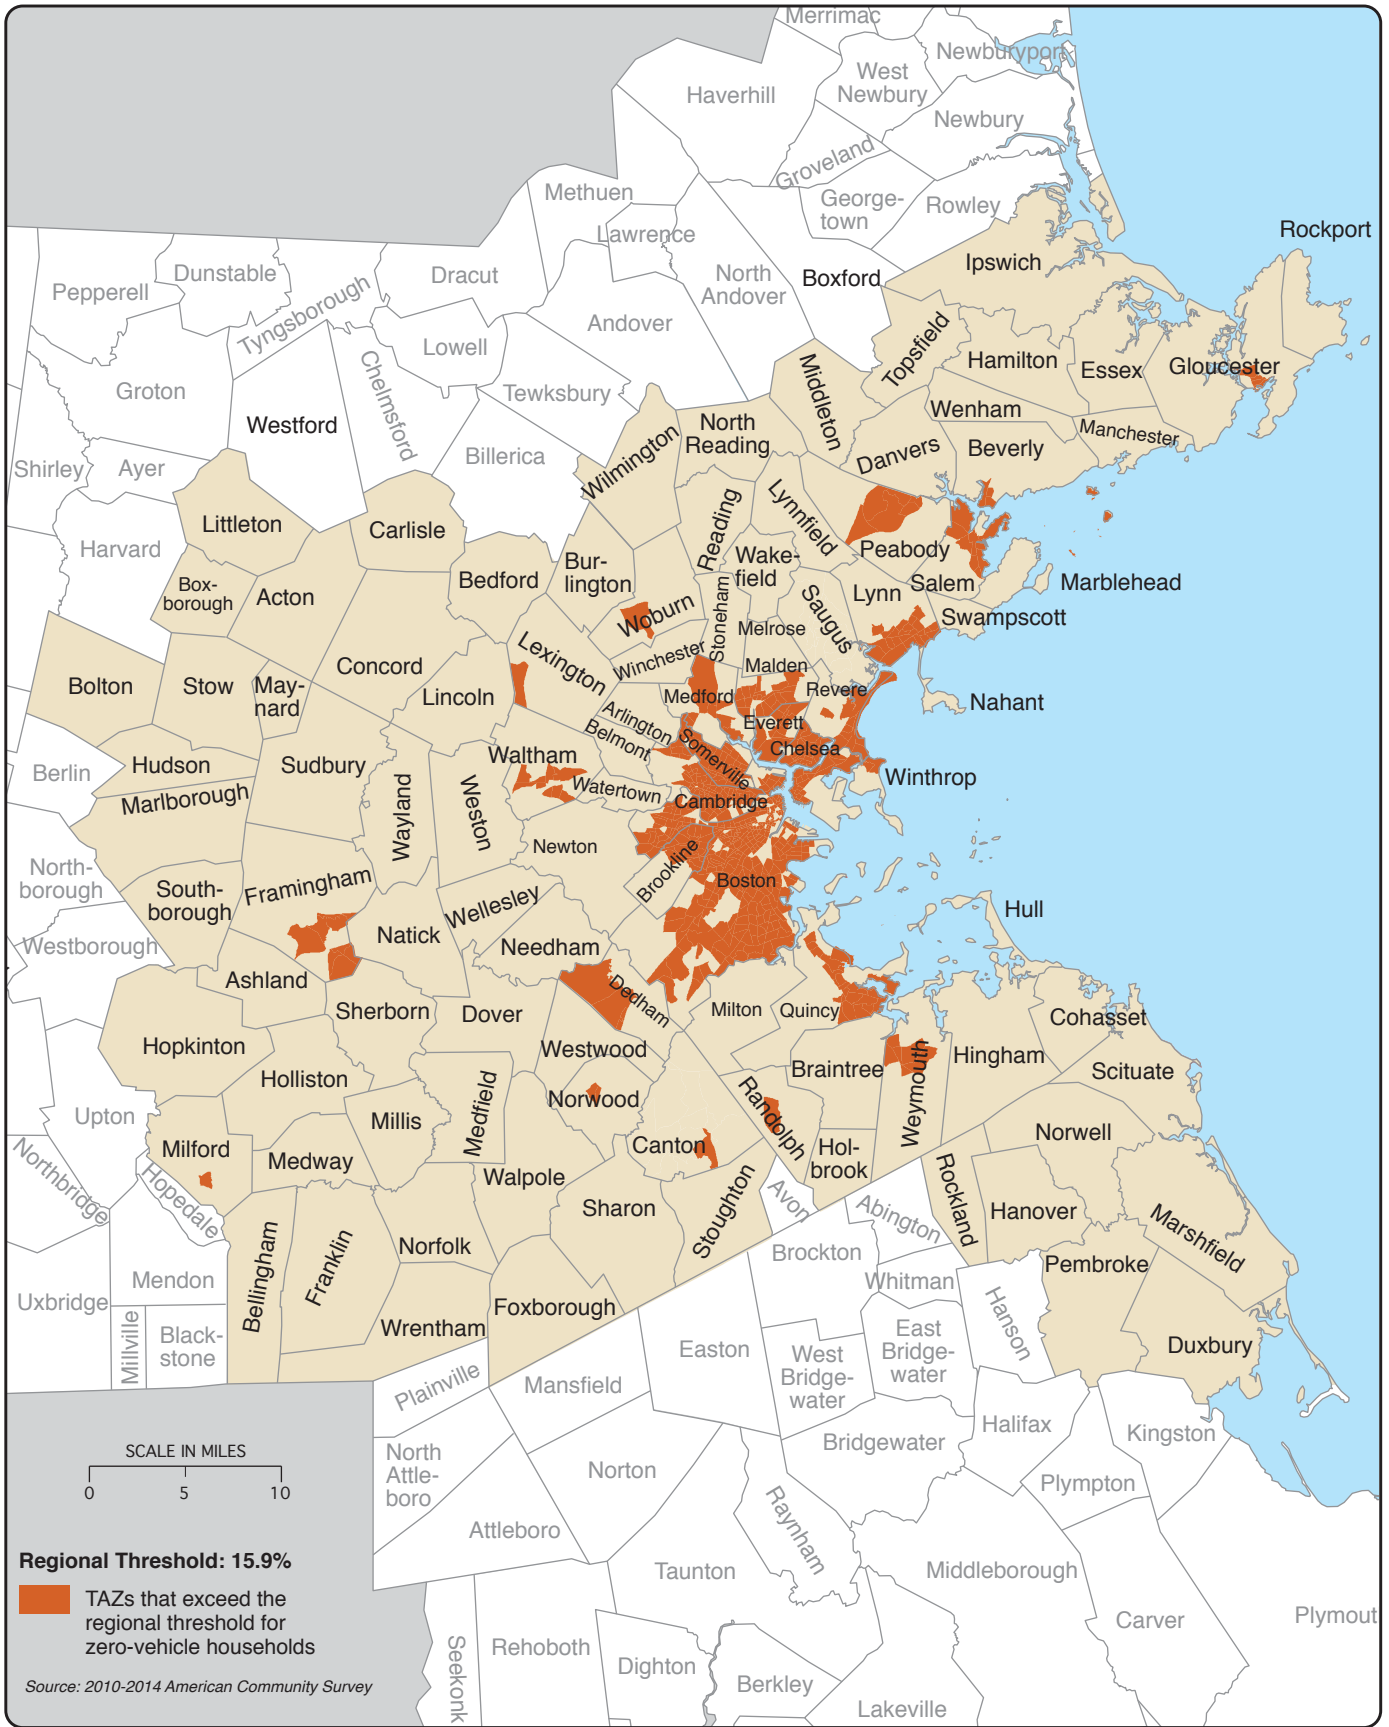 Merrimac
Newburyport
West
Newbury
Haverhill
Newbury
Groveland
Methuen
George-
town
Rowley
Lawrence
Rockport
Ipswich
Dunstable
Dracut
North
Andover
Boxford
Pepperell
Tyngsborough
Andover
Topsfield
Lowell
Hamilton
Essex
Gloucester
Chelmsford
Groton
Tewksbury
Middleton
Wenham
Westford
North
Reading
Manchester
Beverly
Danvers
Billerica
Wilmington
Shirley
Ayer
Littleton
Carlisle
Reading
Lynnfield
Harvard
Peabody
Wake-
field
Bur-
lington
Bedford
Box-
borough
Acton
Lynn
Salem
Marblehead
Woburn
Stoneham
Saugus
Swampscott
Melrose
Lexington
Winchester
Malden
Concord
Bolton
Stow
May-
nard
Lincoln
Medford
Revere
Nahant
Arlington
Everett
Belmont
Somerville
Chelsea
Waltham
Hudson
Sudbury
Berlin
Winthrop
Watertown
Marlborough
Cambridge
Wayland
Weston
Newton
North-
borough
Brookline
Boston
South-
borough
Framingham
Wellesley
Hull
Natick
Needham
Westborough
Ashland
Dedham
Sherborn
Dover
Milton
Quincy
Cohasset
Hopkinton
Westwood
Hingham
Braintree
Weymouth
Scituate
Holliston
Norwood
Medfield
Millis
Randolph
Upton
Norwell
Milford
Medway
Canton
Hol-
brook
Northbridge
Hopedale
Walpole
Avon
Rockland
Sharon
Stoughton
Abington
Hanover
Marshfield
Bellingham
Franklin
Norfolk
Brockton
Pembroke
Mendon
Whitman
Uxbridge
Foxborough
Hanson
Wrentham
Millville
Black-
stone
Easton
East
Bridge-
water
West
Bridge-
water
Duxbury
Plainville
Mansfield
Halifax
Kingston
Bridgewater
North
Attle-
boro
Norton
Plympton
SCALE IN MILES
0 5 10
Raynham
Attleboro
Regional Threshold: 15.9%
TAZs that exceed the
regional threshold for
zero-vehicle households
Source: 2010-2014 American Community Survey
Taunton
Middleborough
Carver
Plymout
Seekonk
Rehoboth
Dighton
Berkley
Lakeville